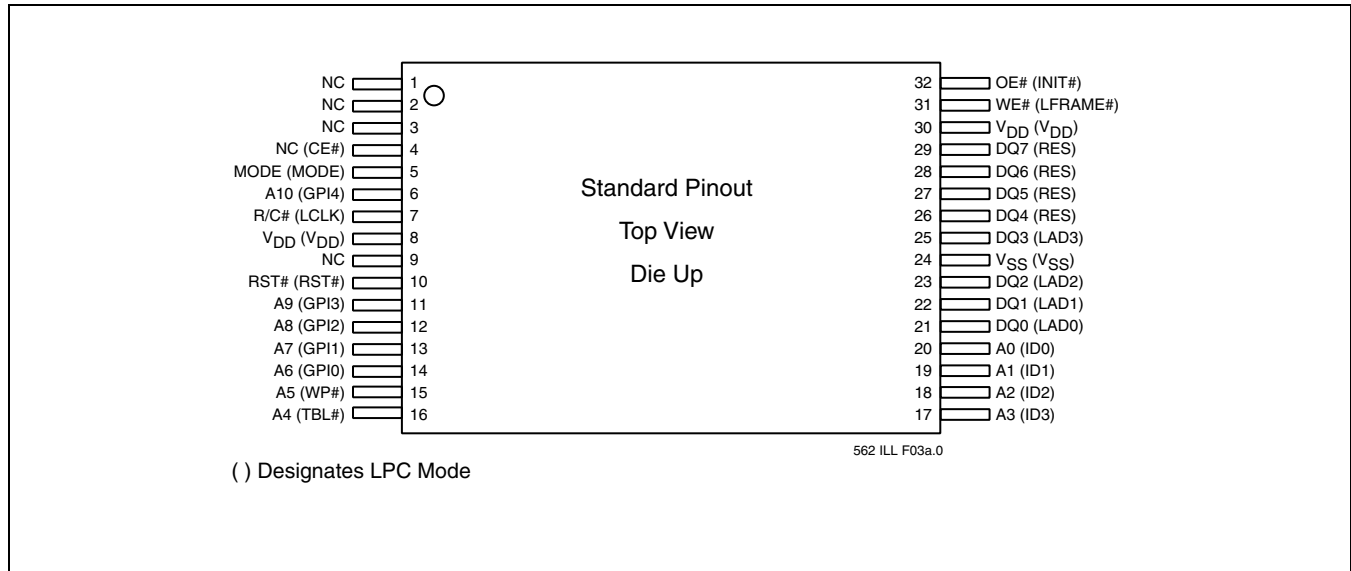 NC 1
NC 2
NC 3
NC (CE#) 4
MODE (MODE) 5
A10 (GPI4) 6
R/C# (LCLK) 7
VDD (VDD) 8
NC 9
RST# (RST#) 10
A9 (GPI3) 11
A8 (GPI2) 12
A7 (GPI1) 13
A6 (GPI0) 14
A5 (WP#) 15
A4 (TBL#) 16
Standard Pinout
Top View
Die Up
32 OE# (INIT#)
31 WE# (LFRAME#)
30 VDD (VDD)
29 DQ7 (RES)
28 DQ6 (RES)
27 DQ5 (RES)
26 DQ4 (RES)
25 DQ3 (LAD3)
24 VSS (VSS)
23 DQ2 (LAD2)
22 DQ1 (LAD1)
21 DQ0 (LAD0)
20 A0 (ID0)
19 A1 (ID1)
18 A2 (ID2)
17 A3 (ID3)
562 ILL F03a.0
( ) Designates LPC Mode